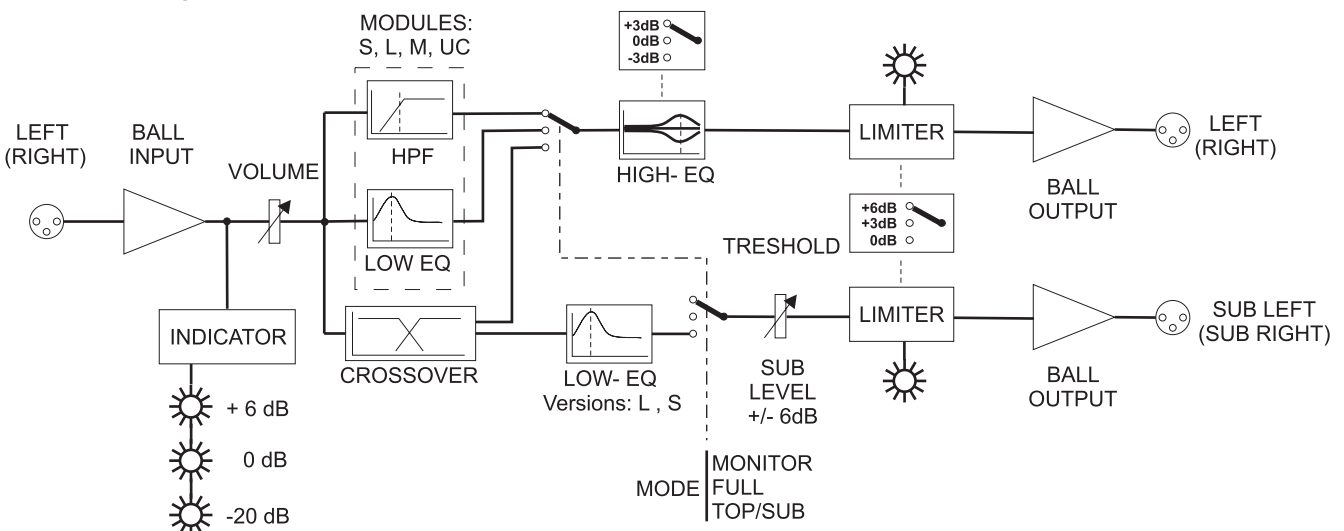 MODULES:
S, L, M, UC
+3dB
0dB
-3dB
LEFT
(RIGHT)
BALL
INPUT
VOLUME
HPF
LOW EQ
HIGH- EQ
LIMITER
LEFT
(RIGHT)
BALL
OUTPUT
TRESHOLD
+6dB
+3dB
0dB
INDICATOR
CROSSOVER
LOW- EQ
Versions: L , S
SUB
LEVEL
+/- 6dB
LIMITER
BALL
OUTPUT
SUB LEFT
(SUB RIGHT)
+ 6 dB
0 dB
-20 dB
MODE
MONITOR
FULL
TOP/SUB